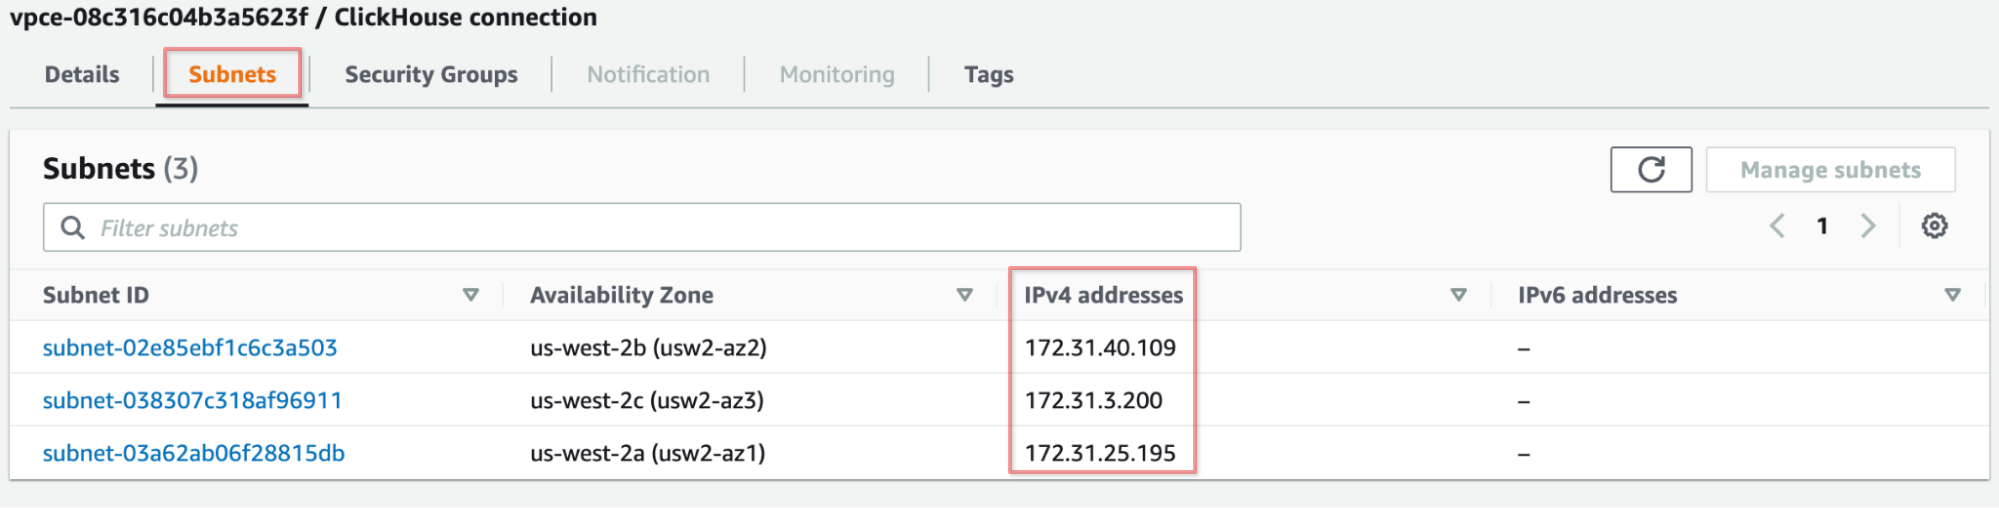 vpce-08c316c04b3a5623f / ClickHouse connection
Details Subnets Security Groups Notification Monitoring Tags
Subnets (3)
Manage subnets
Filter subnets
1
Subnet ID Availability Zone IPv4 addresses IPv6 addresses
subnet-02e85ebf1c6c3a503 us-west-2b (usw2-az2) 172.31.40.109 –
subnet-038307c318af96911 us-west-2c (usw2-az3) 172.31.3.200 –
subnet-03a62ab06f28815db us-west-2a (usw2-az1) 172.31.25.195 –